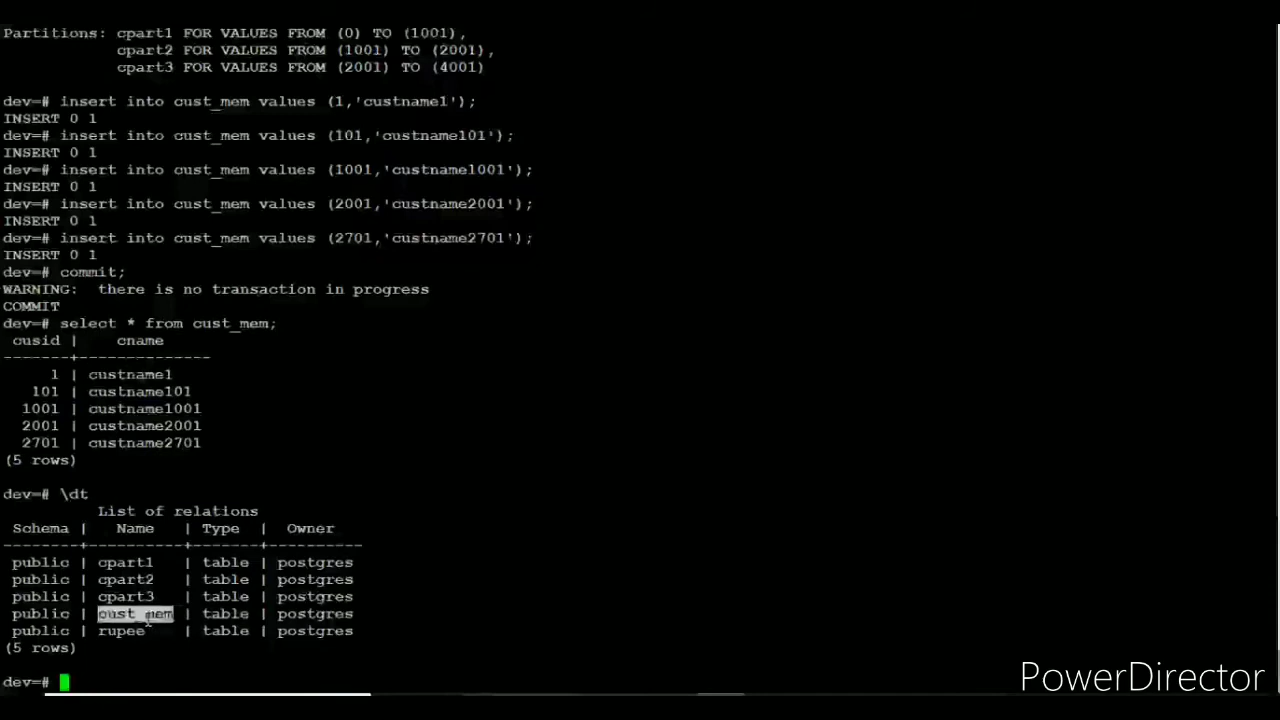 Partitions: cpart1 FOR VALUES FROM (0) TO (1001),
cpart2 FOR VALUES FROM (1001) TO (2001),
cpart3 FOR VALUES FROM (2001) TO (4001)
dev=# insert into cust_mem values (1,'custname1');
INSERT 0 1
dev=# insert into cust_mem values (101,'custname101');
INSERT 0 1
dev=# insert into cust_mem values (1001,'custname1001');
INSERT 0 1
dev=# insert into cust_mem values (2001,'custname2001');
INSERT 0 1
dev=# insert into cust_mem values (2701,'custname2701');
INSERT 0 1
dev=# commit;
WARNING:  there is no transaction in progress
COMMIT
dev=# select * from cust_mem;
cusid |    cname
-------+--------------
1 | custname1
101 | custname101
1001 | custname1001
2001 | custname2001
2701 | custname2701
(5 rows)
dev=# \dt
List of relations
Schema |   Name   | Type  |  Owner
--------+----------+-------+----------
public | cpart1   | table | postgres
public | cpart2   | table | postgres
public | cpart3   | table | postgres
public | cust_mem | table | postgres
public | rupee    | table | postgres
(5 rows)
dev=#
PowerDirector